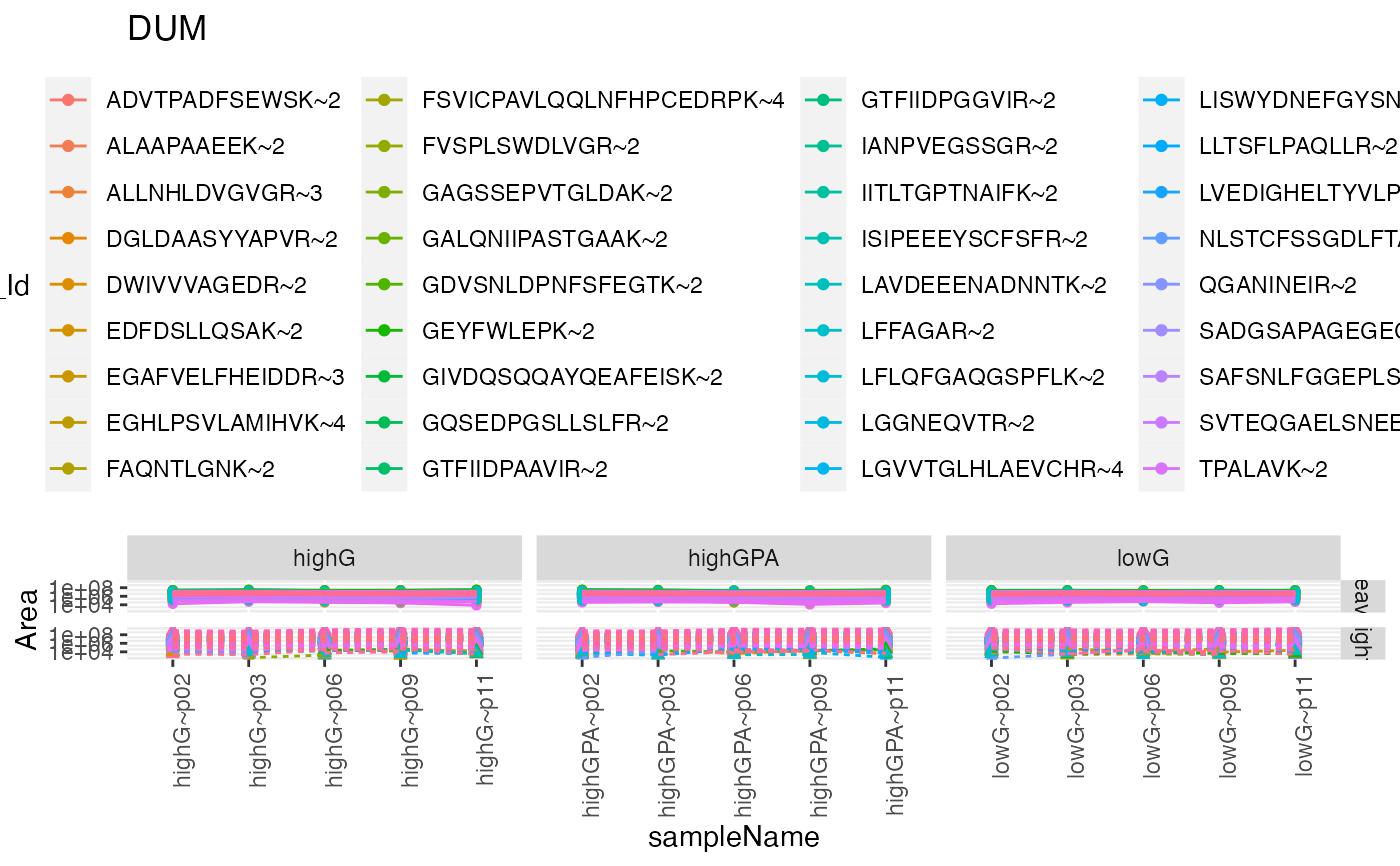 DUM
ADVTPADFSEWSK~2 FSVICPAVLQQLNFHPCEDRPK~4 GTFIIDPGGVIR~2 LISWYDNEFGYSN
ALAAPAAEEK~2 FVSPLSWDLVGR~2 IANPVEGSSGR~2 LLTSFLPAQLLR~2
ALLNHLDVGVGR~3 GAGSSEPVTGLDAK~2 IITLTGPTNAIFK~2 LVEDIGHELTYVLP
DGLDAASYYAPVR~2 GALQNIIPASTGAAK~2 ISIPEEEYSCFSFR~2 NLSTCFSSGDLFT
_Id DWIVVVAGEDR~2 GDVSNLDPNFSFEGTK~2 LAVDEEENADNNTK~2 QGANINEIR~2
EDFDSLLQSAK~2 GEYFWLEPK~2 LFFAGAR~2 SADGSAPAGEGE
EGAFVELFHEIDDR~3 GIVDQSQQAYQEAFEISK~2 LFLQFGAQGSPFLK~2 SAFSNLFGGEPLS
EGHLPSVLAMIHVK~4 GQSEDPGSLLSLFR~2 LGGNEQVTR~2 SVTEQGAELSNEE
FAQNTLGNK~2 GTFIIDPAAVIR~2 LGVVTGLHLAEVCHR~4 TPALAVK~2
highG highGPA lowG
1e+08
1e+06
1e+04
eav
Area
1e+08
1e+06
1e+04
igh
highG~p02 highG~p03 highG~p06 highG~p09 highG~p11 highGPA~p02 highGPA~p03 highGPA~p06 highGPA~p09 highGPA~p11 lowG~p02 lowG~p03 lowG~p06 lowG~p09 lowG~p11
sampleName